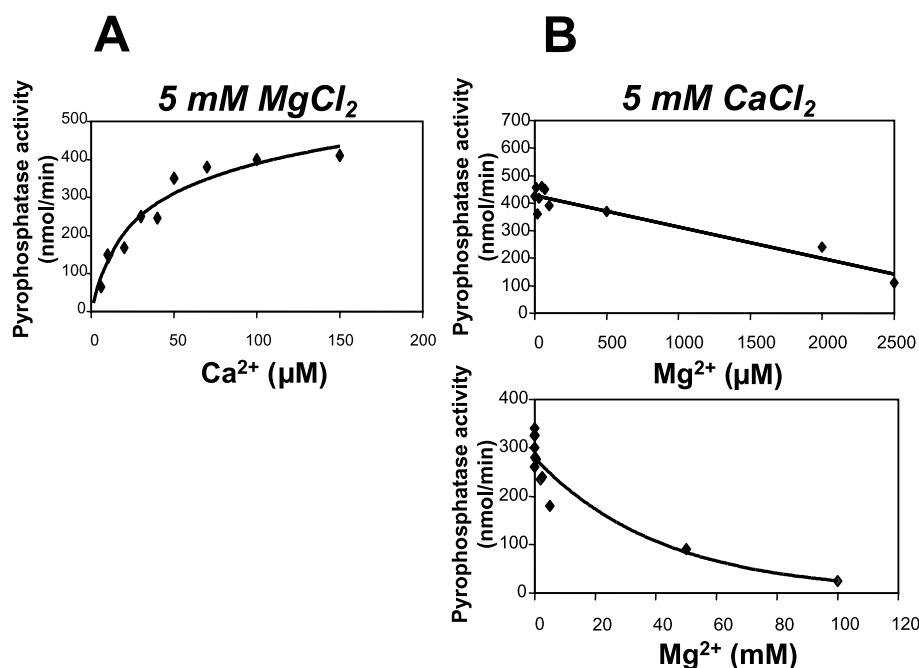 A
5 mM MgCl2
Pyrophosphatase activity
(nmol/min)
500
400
300
200
100
0
0 50 100 150 200
Ca2+ (µM)
B
5 mM CaCl2
Pyrophosphatase activity
(nmol/min)
700
600
500
400
300
200
100
0
0 500 1000 1500 2000 2500
Mg2+ (µM)
Pyrophosphatase activity
(nmol/min)
400
300
200
100
0
0 20 40 60 80 100 120
Mg2+ (mM)